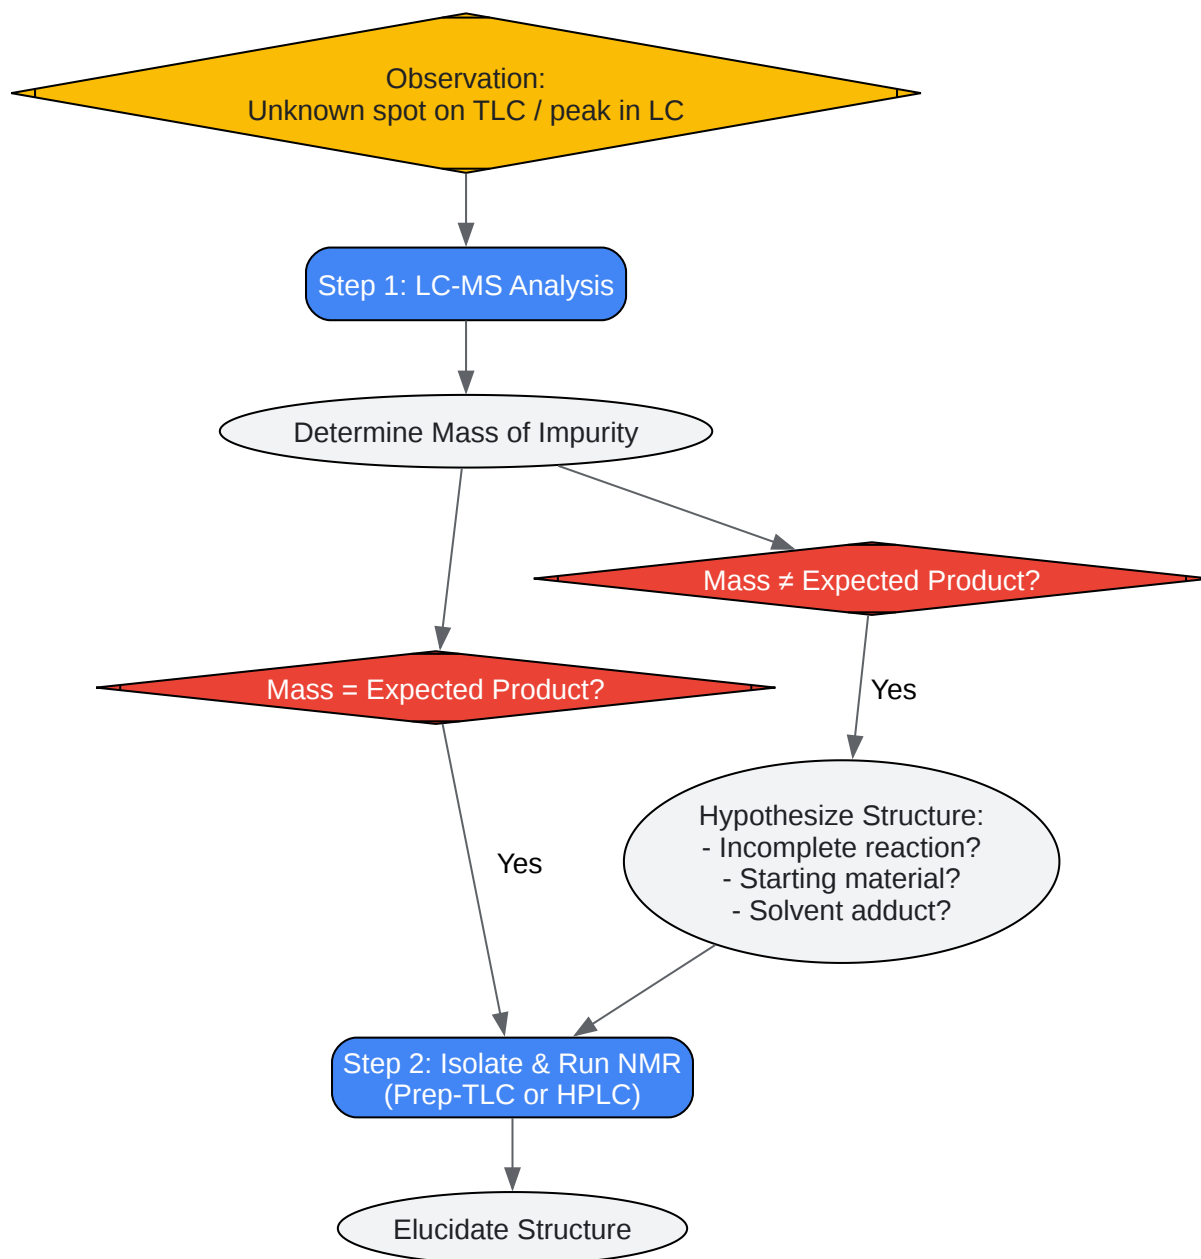 Observation:
Unknown spot on TLC / peak in LC
Step 1: LC-MS Analysis
Determine Mass of Impurity
Mass ≠ Expected Product?
Mass = Expected Product?
Yes
Hypothesize Structure:
- Incomplete reaction?
- Starting material?
- Solvent adduct?
Yes
Step 2: Isolate & Run NMR
(Prep-TLC or HPLC)
Elucidate Structure